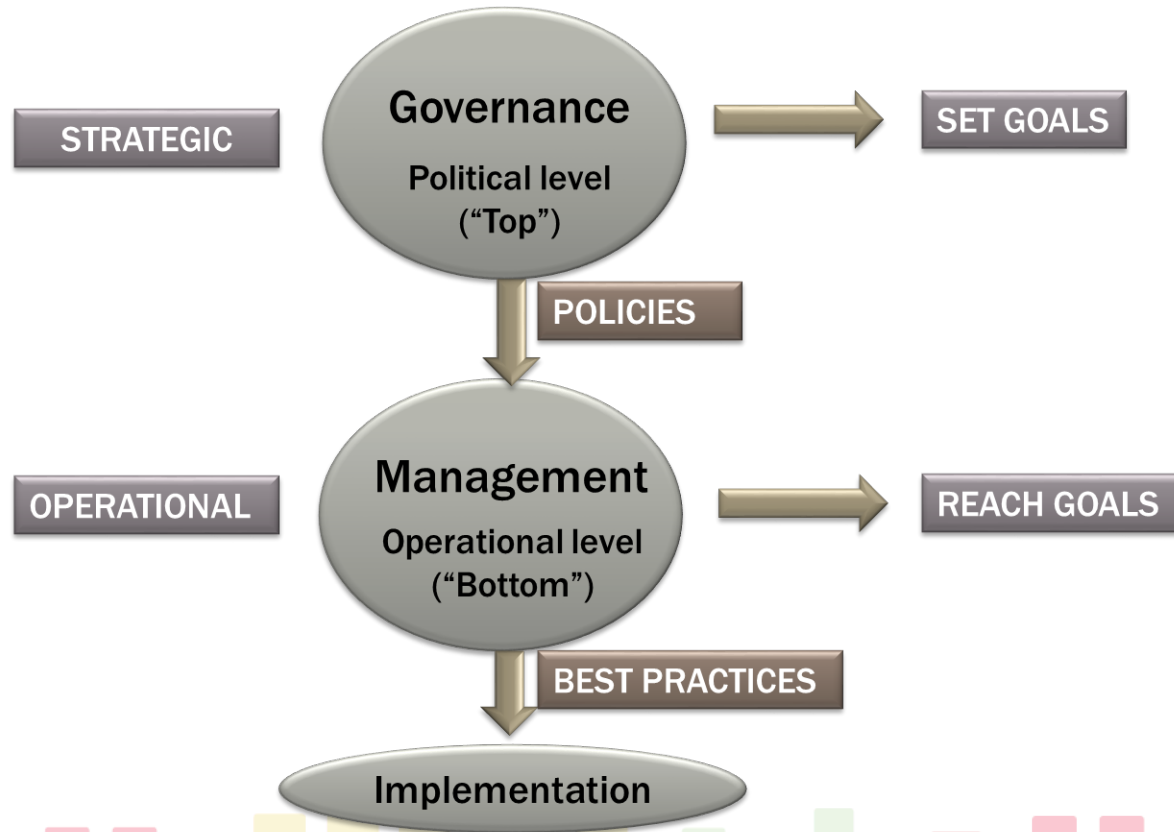 STRATEGIC
Governance
Political level
(“Top”)
SET GOALS
POLICIES
OPERATIONAL
Management
Operational level
(“Bottom”)
REACH GOALS
BEST PRACTICES
Implementation